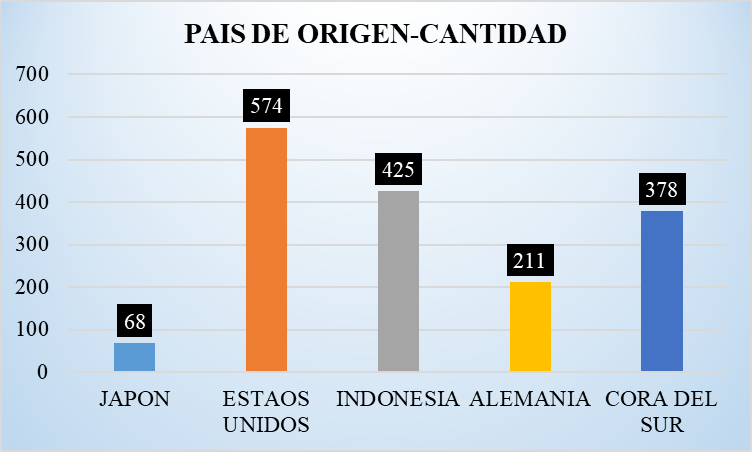 PAIS DE ORIGEN-CANTIDAD
700
600
500
400
300
200
100
0
68
574
425
211
378
JAPON
ESTAOS
UNIDOS
INDONESIA
ALEMANIA
CORA DEL
SUR